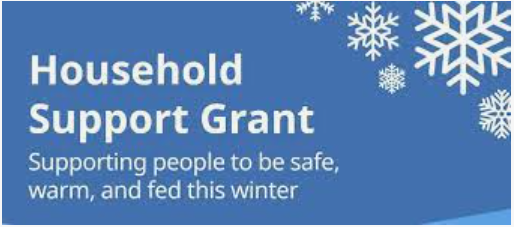 Household
Support Grant
Supporting people to be safe,
warm, and fed this winter